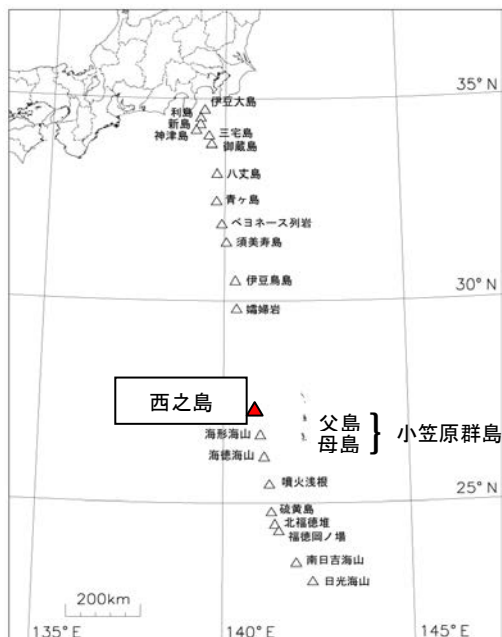 35°N
伊豆大島
利島
新島
神津島
三宅島
御蔵島
八丈島
青ヶ島
ベヨネース列岩
須美寿島
30°N
伊豆鳥島
孀婦岩
西之島
父島
母島
小笠原群島
海形海山
海徳海山
噴火浅根
25°N
硫黄島
北福徳堆
福徳岡ノ場
南日吉海山
日光海山
200km
135°E
140°E
145°E